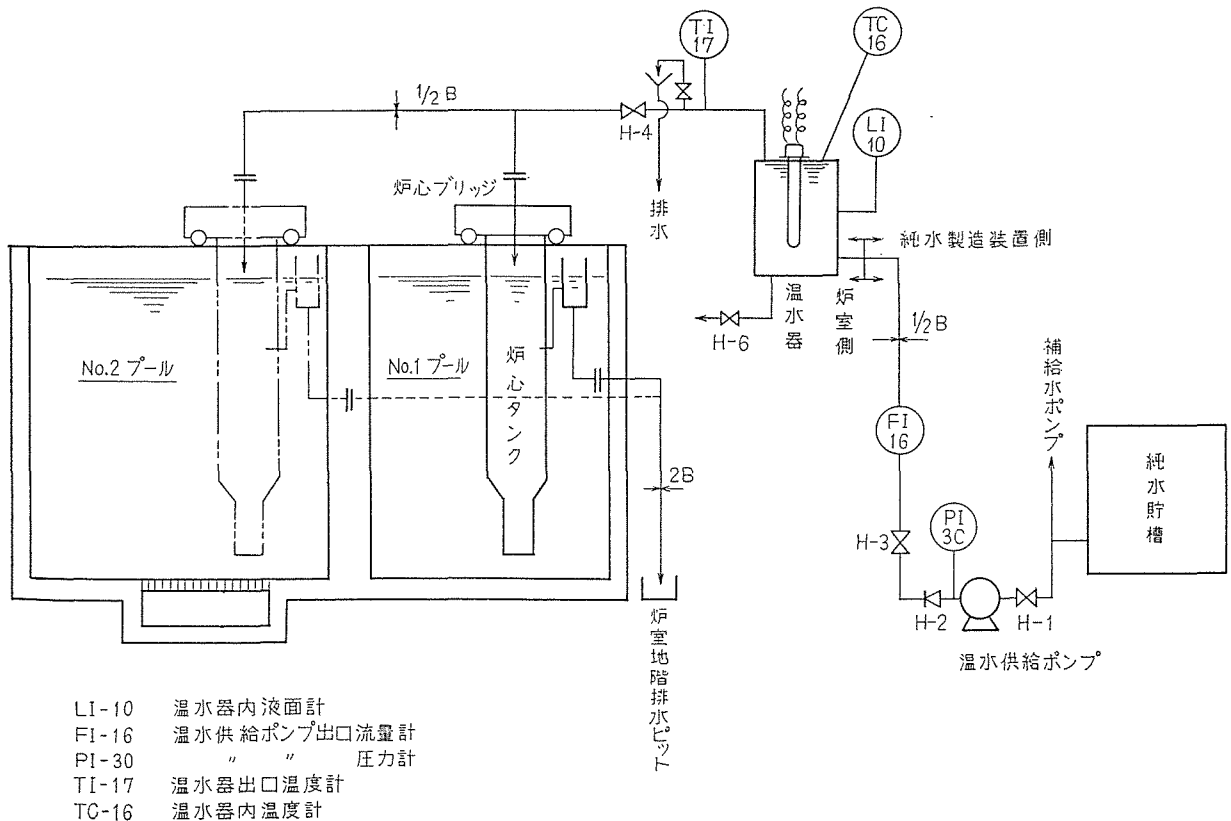 TI
17
TC
16
1/2 B
H-4
LI
10
炉心ブリッジ
排水
純水製造装置側
温水器
炉室側
H-6
1/2 B
補給水ポンプ
No.2 プール
No.1 プール
炉心タンク
FI
16
純水貯槽
2B
PI
3C
H-3
H-2
H-1
温水供給ポンプ
炉室地階排水ピット
LI-10 温水器内液面計
FI-16 温水供給ポンプ出口流量計
PI-30 〃 〃 圧力計
TI-17 温水器出口温度計
TC-16 温水器内温度計